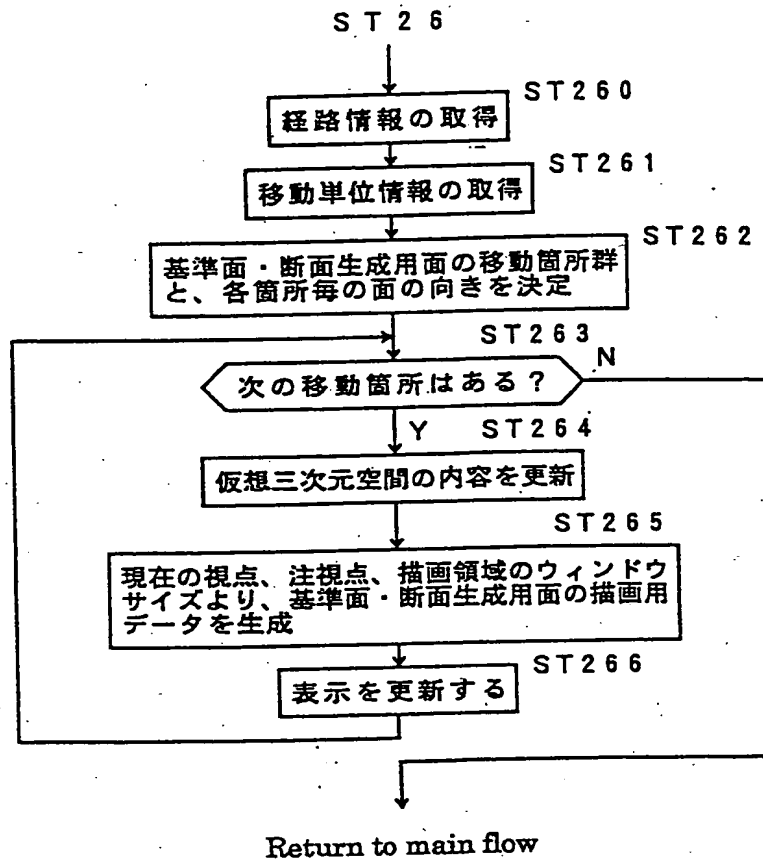 ST26
ST260
経路情報の取得
ST261
移動単位情報の取得
ST262
基準面・断面生成用面の移動箇所群
と、各箇所毎の面の向きを決定
ST263
次の移動箇所はある？
N
Y
ST264
仮想三次元空間の内容を更新
ST265
現在の視点、注視点、描画領域のウィンドウ
サイズより、基準面・断面生成用面の描画用
データを生成
ST266
表示を更新する
Return to main flow